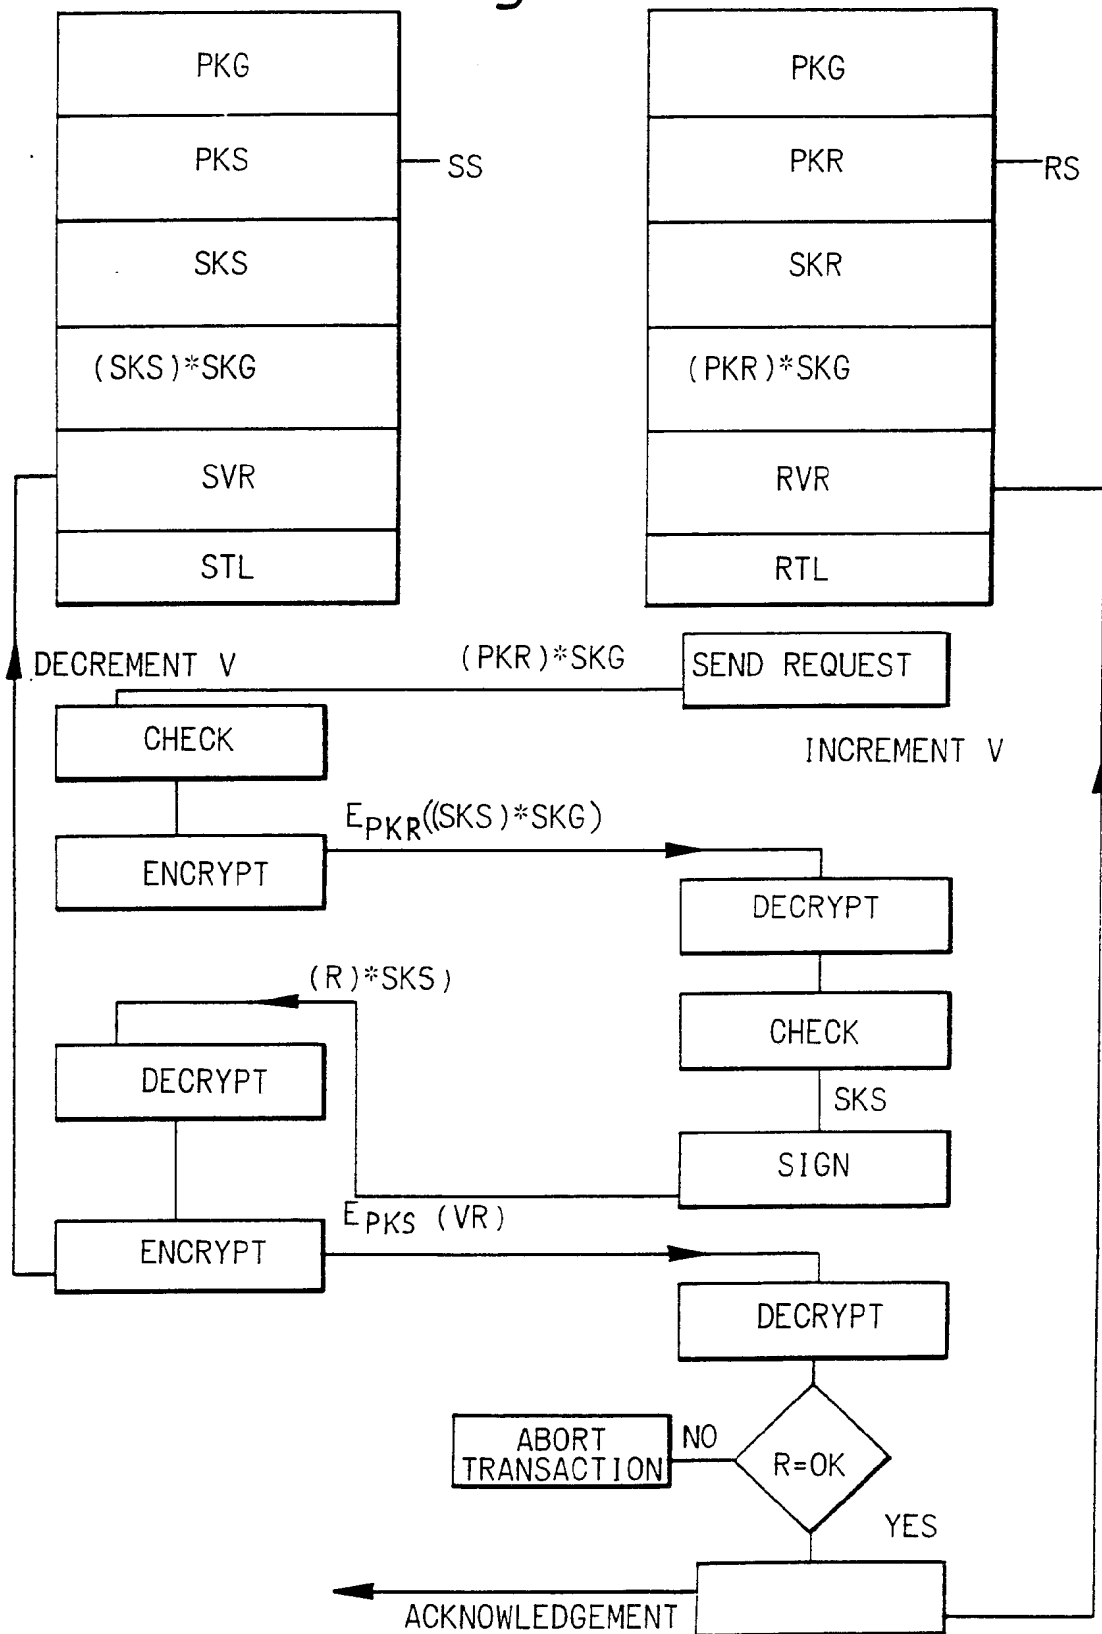 PKG
PKS
SS
SKS
(SKS)*SKG
SVR
STL
PKG
PKR
RS
SKR
(PKR)*SKG
RVR
RTL
DECREMENT V
(PKR)*SKG
SEND REQUEST
CHECK
INCREMENT V
EPKR((SKS)*SKG)
ENCRYPT
DECRYPT
(R)*SKS)
CHECK
DECRYPT
SKS
SIGN
EPKS (VR)
ENCRYPT
DECRYPT
ABORT
TRANSACTION
NO
R=OK
YES
ACKNOWLEDGEMENT